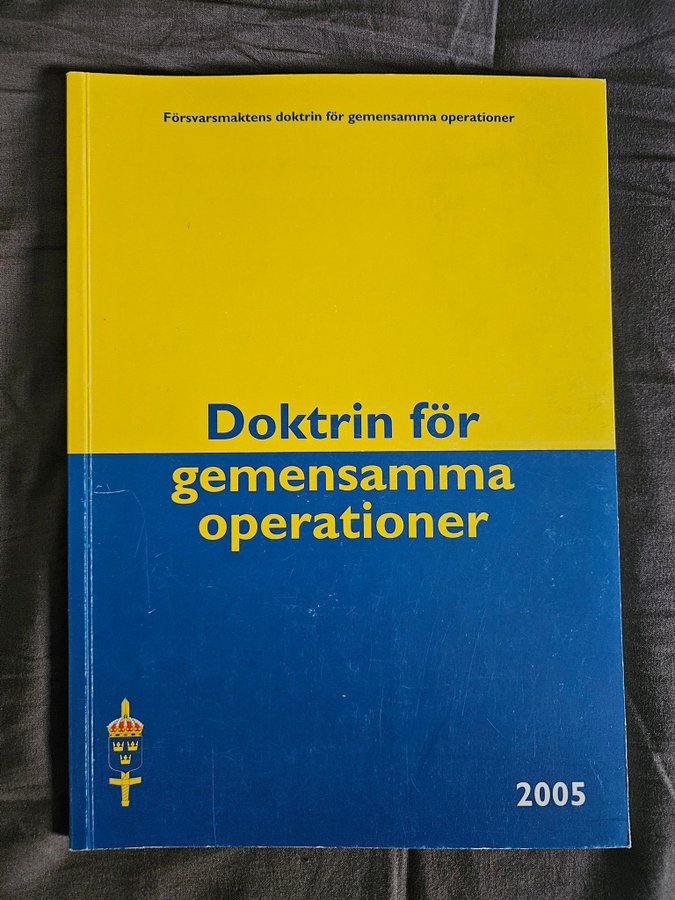 Försvarsmaktens doktrin för gemensamma operationer
Doktrin för
gemensamma
operationer
2005